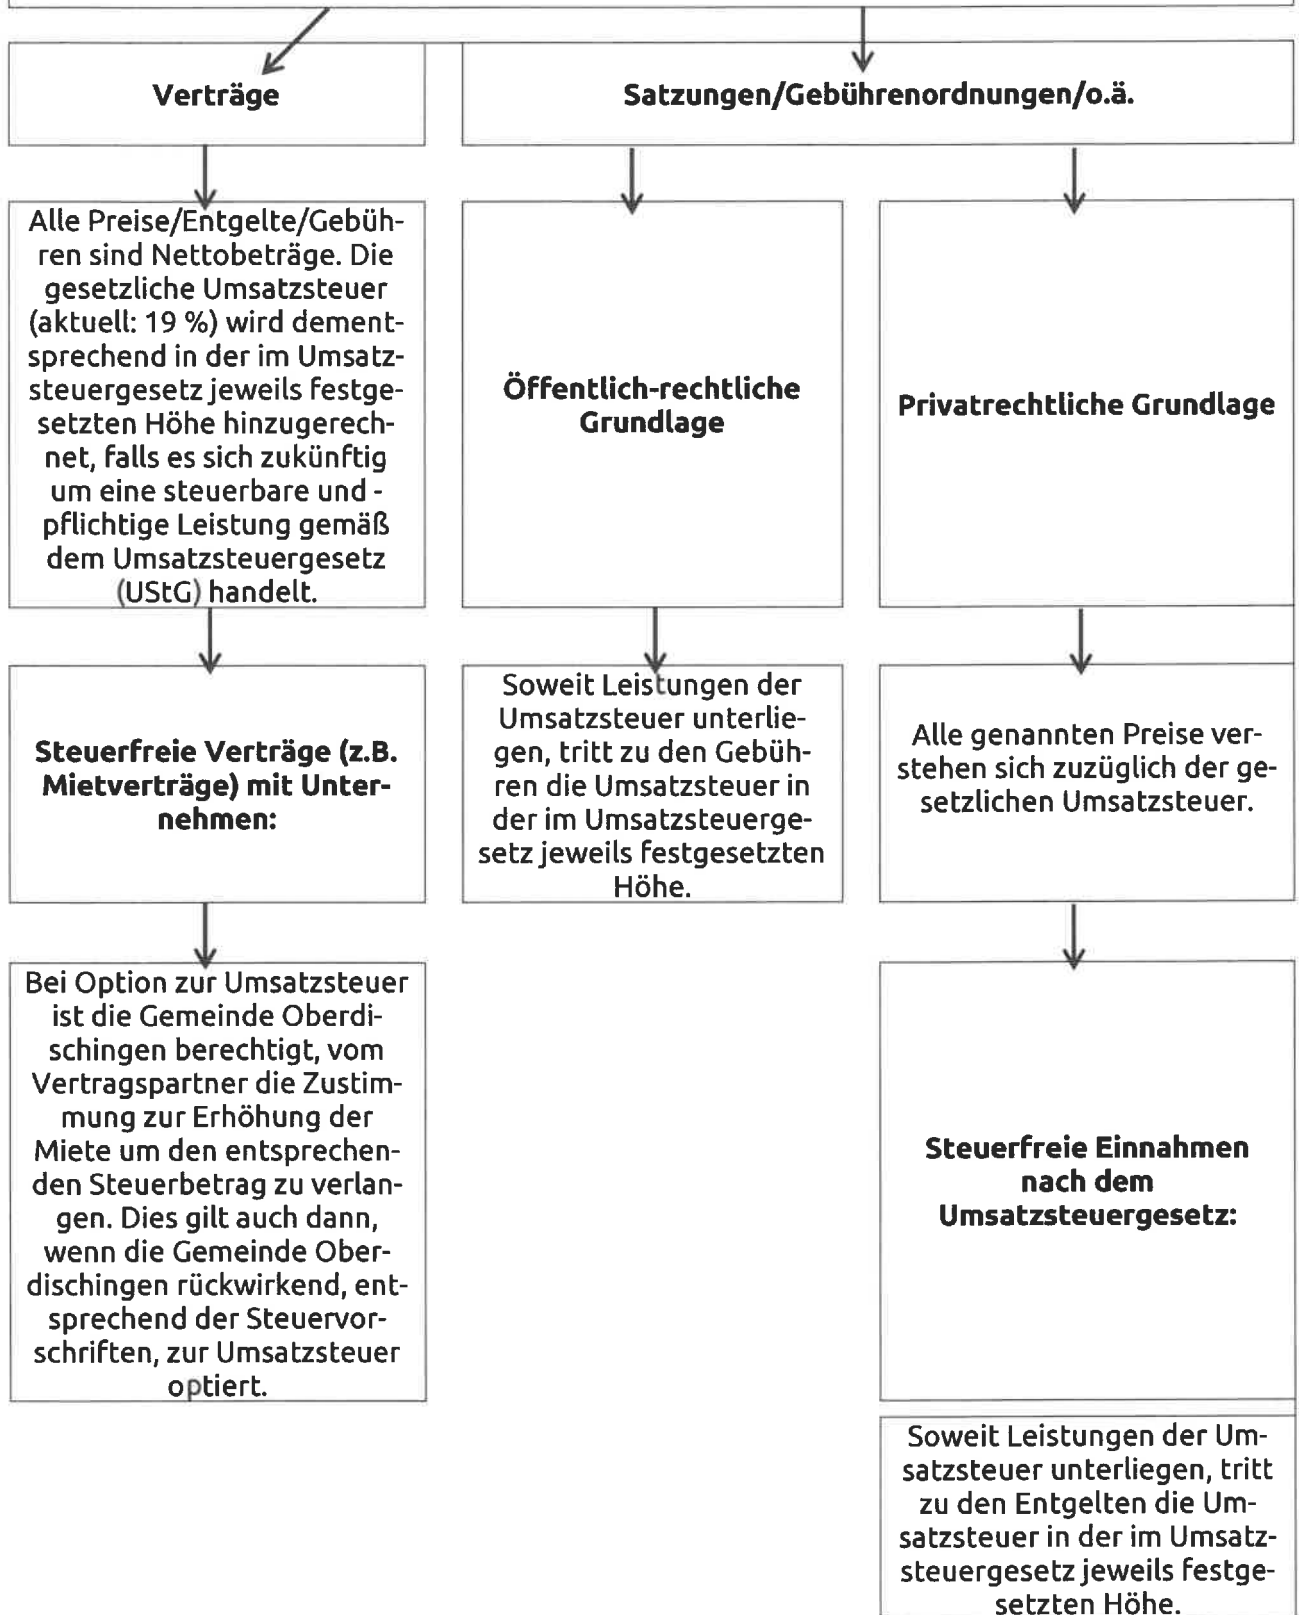 Verträge
Satzungen/Gebührenordnungen/o.ä.
Alle Preise/Entgelte/Gebüh-
ren sind Nettobeträge. Die
gesetzliche Umsatzsteuer
(aktuell: 19 %) wird dement-
sprechend in der im Umsatz-
steuergesetz jeweils festge-
setzten Höhe hinzugerech-
net, falls es sich zukünftig
um eine steuerbare und -
pflichtige Leistung gemäß
dem Umsatzsteuergesetz
(UStG) handelt.
Öffentlich-rechtliche
Grundlage
Privatrechtliche Grundlage
Steuerfreie Verträge (z.B.
Mietverträge) mit Unter-
nehmen:
Soweit Leistungen der
Umsatzsteuer unterlie-
gen, tritt zu den Gebüh-
ren die Umsatzsteuer in
der im Umsatzsteuerge-
setz jeweils festgesetzten
Höhe.
Alle genannten Preise ver-
stehen sich zuzüglich der ge-
setzlichen Umsatzsteuer.
Bei Option zur Umsatzsteuer
ist die Gemeinde Oberdi-
schingen berechtigt, vom
Vertragspartner die Zustim-
mung zur Erhöhung der
Miete um den entsprechen-
den Steuerbetrag zu verlan-
gen. Dies gilt auch dann,
wenn die Gemeinde Ober-
dischingen rückwirkend, ent-
sprechend der Steuervor-
schriften, zur Umsatzsteuer
optiert.
Steuerfreie Einnahmen
nach dem
Umsatzsteuergesetz:
Soweit Leistungen der Um-
satzsteuer unterliegen, tritt
zu den Entgelten die Um-
satzsteuer in der im Umsatz-
steuergesetz jeweils festge-
setzten Höhe.